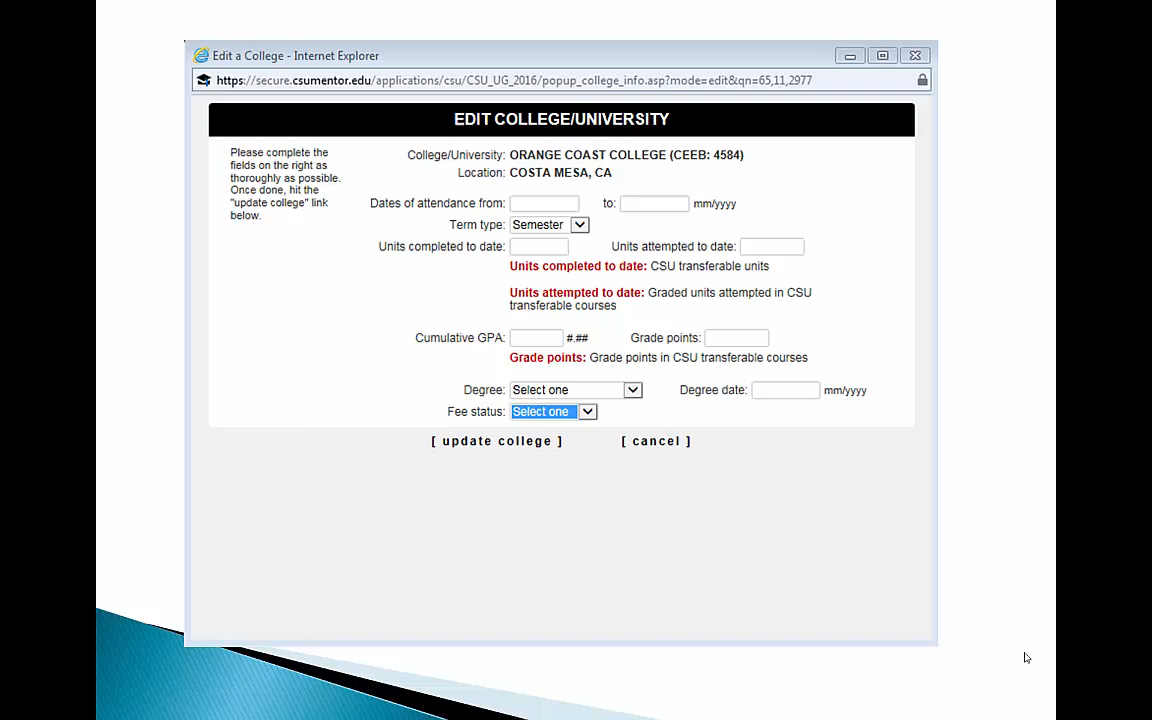 Edit a College - Internet Explorer
https://secure.csumentor.edu/applications/csu/CSU_UG_2016/popup_college_info.asp?mode=edit&qn=65,11,2977
EDIT COLLEGE/UNIVERSITY
Please complete the
fields on the right as
thoroughly as possible.
Once done, hit the
"update college" link
below.
College/University: ORANGE COAST COLLEGE (CEEB: 4584)
Location: COSTA MESA, CA
Dates of attendance from: to: mm/yyyy
Term type: Semester
Units completed to date: Units attempted to date:
Units completed to date: CSU transferable units
Units attempted to date: Graded units attempted in CSU
transferable courses
Cumulative GPA: #.## Grade points:
Grade points: Grade points in CSU transferable courses
Degree: Select one Degree date: mm/yyyy
Fee status: Select one
[ update college ] [ cancel ]